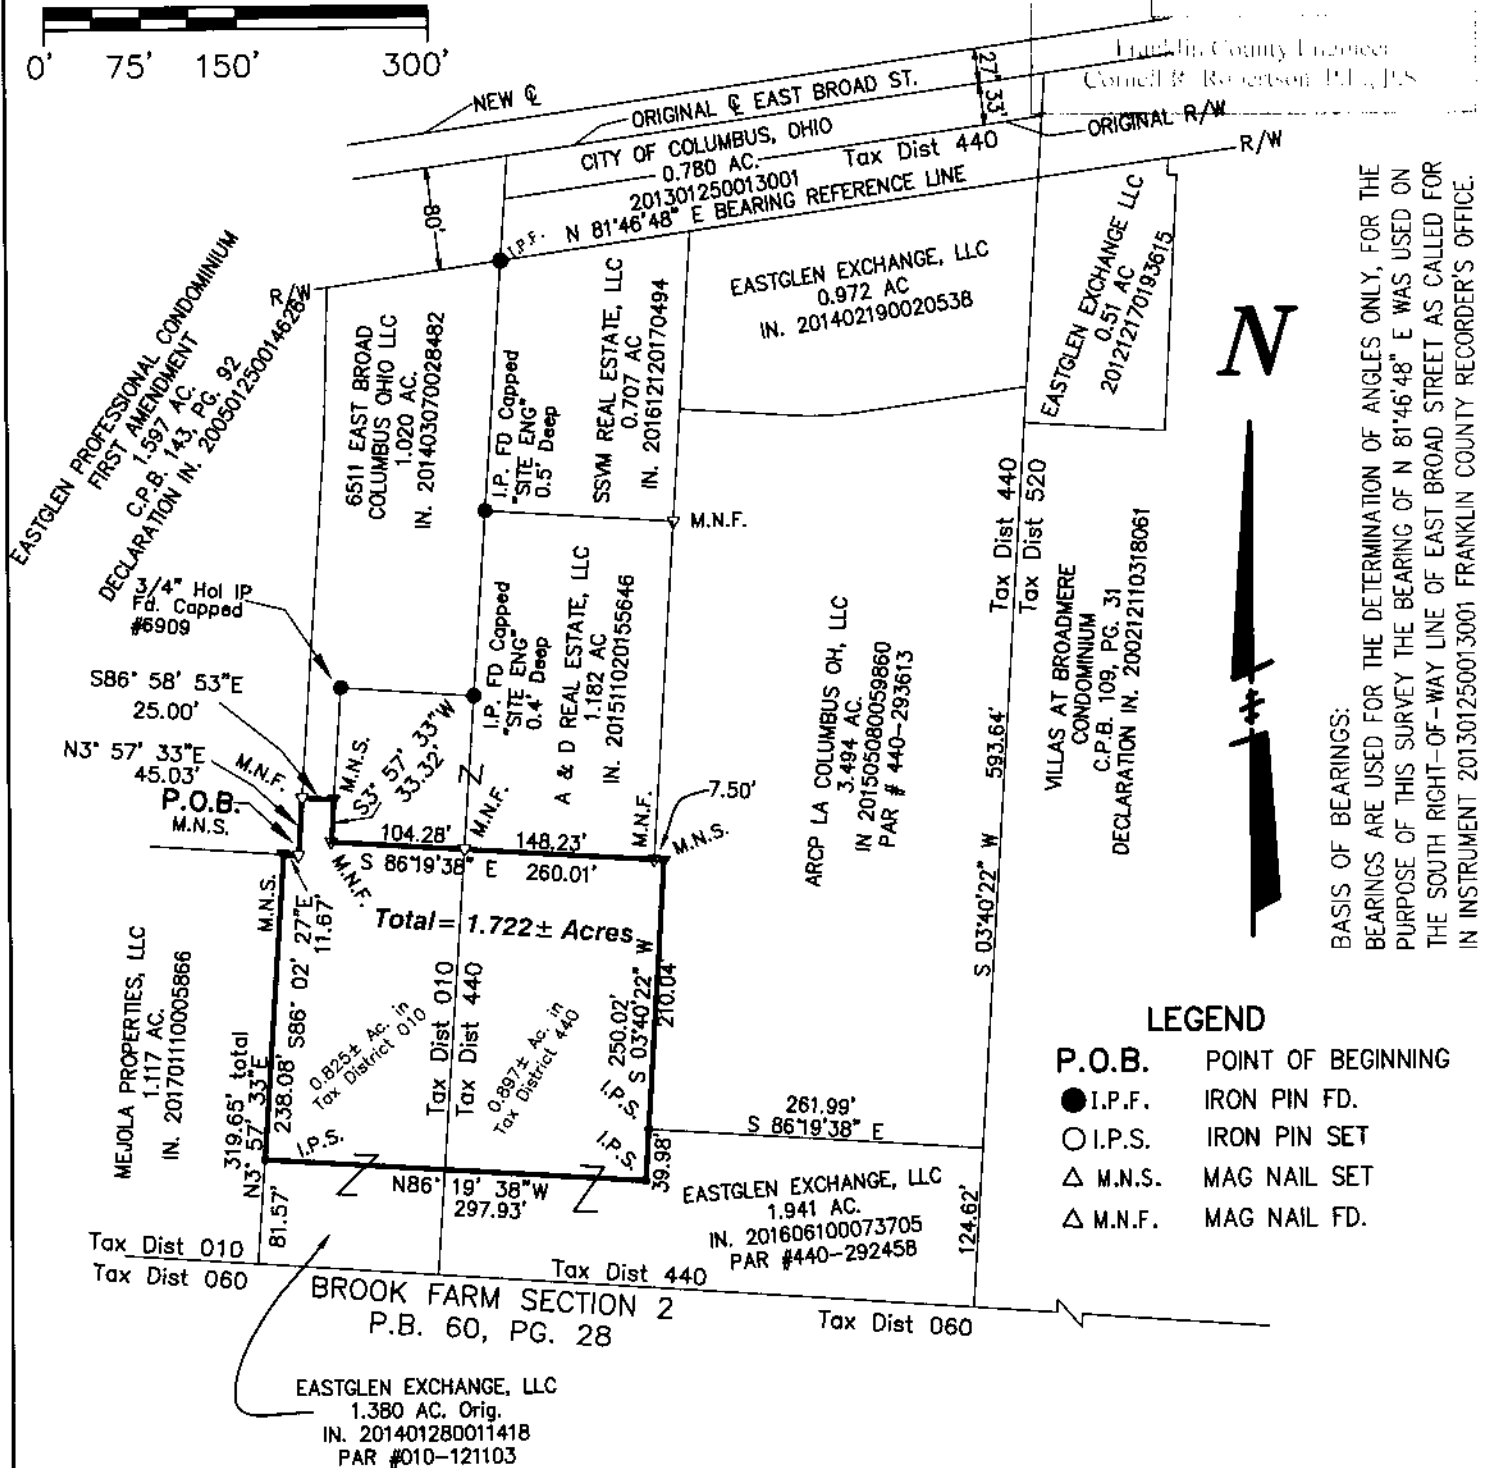 0' 75' 150' 300'
Franklin County Engineer
Cornell R. Robertson, P.E., P.S.
NEW ℄
ORIGINAL ℄ EAST BROAD ST.
27'
33'
CITY OF COLUMBUS, OHIO
0.780 AC.
201301250013001
Tax Dist 440
ORIGINAL R/W
R/W
N 81°46'48" E BEARING REFERENCE LINE
80'
I.P.F.
R/W
EASTGLEN PROFESSIONAL CONDOMINIUM
FIRST AMENDMENT
1.597 AC.
C.P.B. 143, PG. 92
DECLARATION IN. 200501250014626
6511 EAST BROAD
COLUMBUS OHIO LLC
1.020 AC.
IN. 201403070028482
I.P. FD Capped
"SITE ENG"
0.5' Deep
SSVM REAL ESTATE, LLC
0.707 AC
IN. 201612120170494
EASTGLEN EXCHANGE, LLC
0.972 AC
IN. 201402190020538
EASTGLEN EXCHANGE LLC
0.51 AC
201212170193615
N
M.N.F.
3/4" Hol IP
Fd. Capped
#6909
S86° 58' 53"E
25.00'
N3° 57' 33"E
45.03'
M.N.F.
P.O.B.
M.N.S.
M.N.S.
S3° 57' 33"W
33.32'
I.P. FD Capped
"SITE ENG"
0.4' Deep
A & D REAL ESTATE, LLC
1.182 AC
IN. 201511020155646
ARCP LA COLUMBUS OH, LLC
3.494 AC.
IN 201505080059860
PAR # 440-293613
Tax Dist 440
Tax Dist 520
S 03°40'22" W 593.64'
VILLAS AT BROADMERE
CONDOMINIUM
C.P.B. 109, PG. 31
DECLARATION IN. 200212110318061
BASIS OF BEARINGS:
BEARINGS ARE USED FOR THE DETERMINATION OF ANGLES ONLY, FOR THE
PURPOSE OF THIS SURVEY THE BEARING OF N 81°46'48" E WAS USED ON
THE SOUTH RIGHT-OF-WAY LINE OF EAST BROAD STREET AS CALLED FOR
IN INSTRUMENT 201301250013001 FRANKLIN COUNTY RECORDER'S OFFICE.
M.N.F.
M.N.F.
7.50'
M.N.S.
104.28'
148.23'
S 86°19'38" E 260.01'
M.N.F.
M.N.S.
S86° 02' 27"E
11.67'
Total= 1.722± Acres
MEJOLA PROPERTIES, LLC
1.117 AC.
IN. 201701110005866
319.65' total
N3° 57' 33"E
238.08'
0.825± Ac. in
Tax District 010
Tax Dist 010
Tax Dist 440
0.897± Ac. in
Tax District 440
250.02'
S 03°40'22" W
210.04'
I.P.S.
I.P.S.
I.P.S.
39.98'
261.99'
S 86°19'38" E
N86° 19' 38"W
297.93'
81.57'
EASTGLEN EXCHANGE, LLC
1.941 AC.
IN. 201606100073705
PAR #440-292458
124.62'
LEGEND
P.O.B. POINT OF BEGINNING
I.P.F. IRON PIN FD.
I.P.S. IRON PIN SET
M.N.S. MAG NAIL SET
M.N.F. MAG NAIL FD.
Tax Dist 010
Tax Dist 060
Tax Dist 440
Tax Dist 060
BROOK FARM SECTION 2
P.B. 60, PG. 28
EASTGLEN EXCHANGE, LLC
1.380 AC. Orig.
IN. 201401280011418
PAR #010-121103